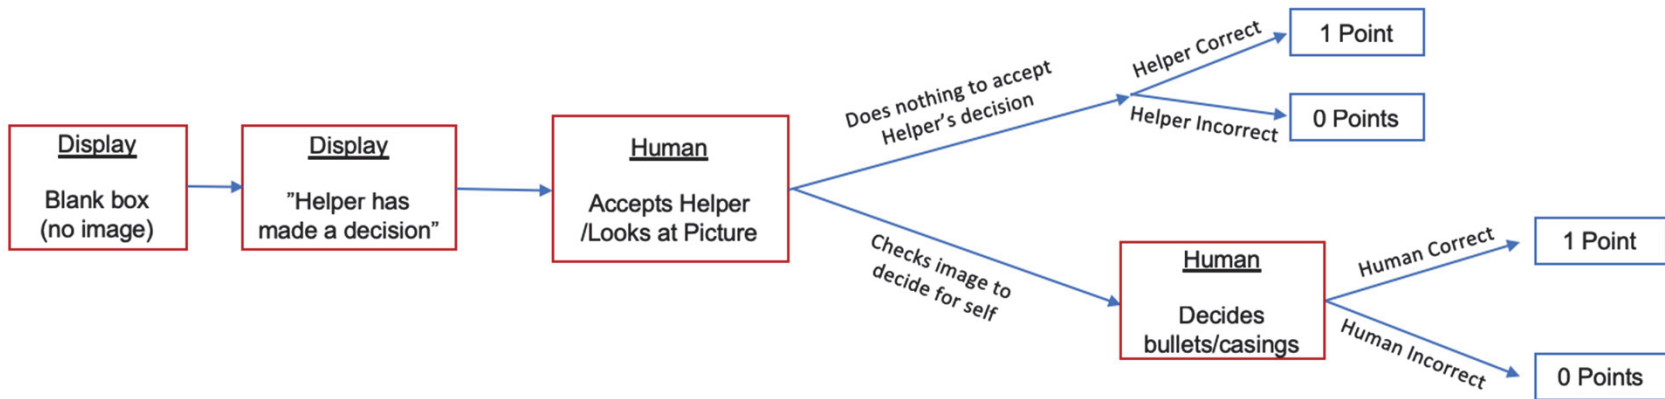 Display
Blank box
(no image)
Display
”Helper has
made a decision”
Human
Accepts Helper
/Looks at Picture
Does nothing to accept
Helper’s decision
Helper Correct
1 Point
Helper Incorrect
0 Points
Checks image to
decide for self
Human
Decides
bullets/casings
Human Correct
1 Point
Human Incorrect
0 Points